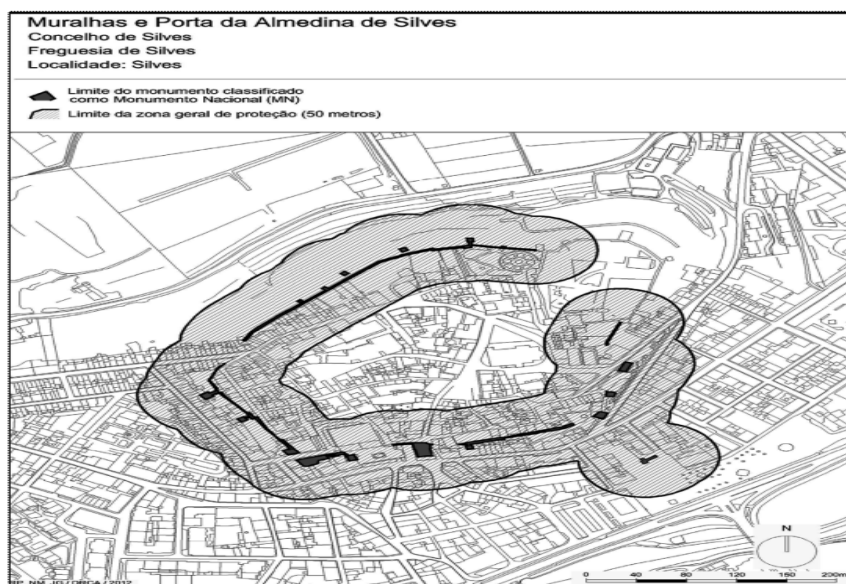 Muralhas e Porta da Almedina de Silves
Concelho de Silves
Freguesia de Silves
Localidade: Silves
Limite do monumento classificado
como Monumento Nacional (MN)
Limite da zona geral de proteção (50 metros)
N
0 40 80 120 160 200m
/ 2012